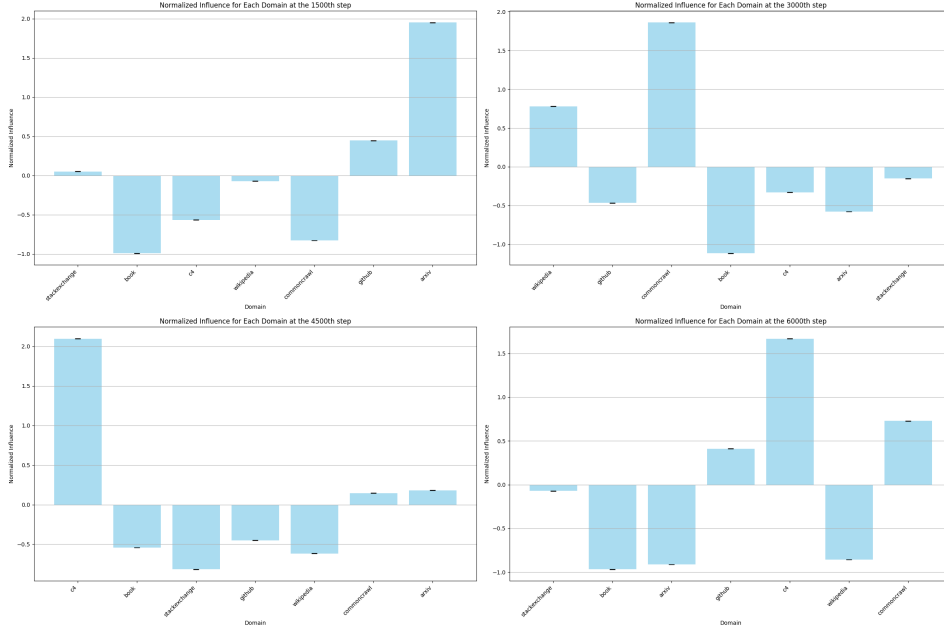 Normalized Influence for Each Domain at the 1500th step
Normalized Influence
2.0
1.5
1.0
0.5
0.0
−0.5
−1.0
stackexchange
book
c4
wikipedia
commoncrawl
github
arxiv
Domain
Normalized Influence for Each Domain at the 3000th step
Normalized Influence
2.0
1.5
1.0
0.5
0.0
−0.5
−1.0
wikipedia
github
commoncrawl
book
c4
arxiv
stackexchange
Domain
Normalized Influence for Each Domain at the 4500th step
Normalized Influence
2.0
1.5
1.0
0.5
0.0
−0.5
c4
book
stackexchange
github
wikipedia
commoncrawl
arxiv
Domain
Normalized Influence for Each Domain at the 6000th step
Normalized Influence
1.5
1.0
0.5
0.0
−0.5
−1.0
stackexchange
book
arxiv
github
c4
wikipedia
commoncrawl
Domain